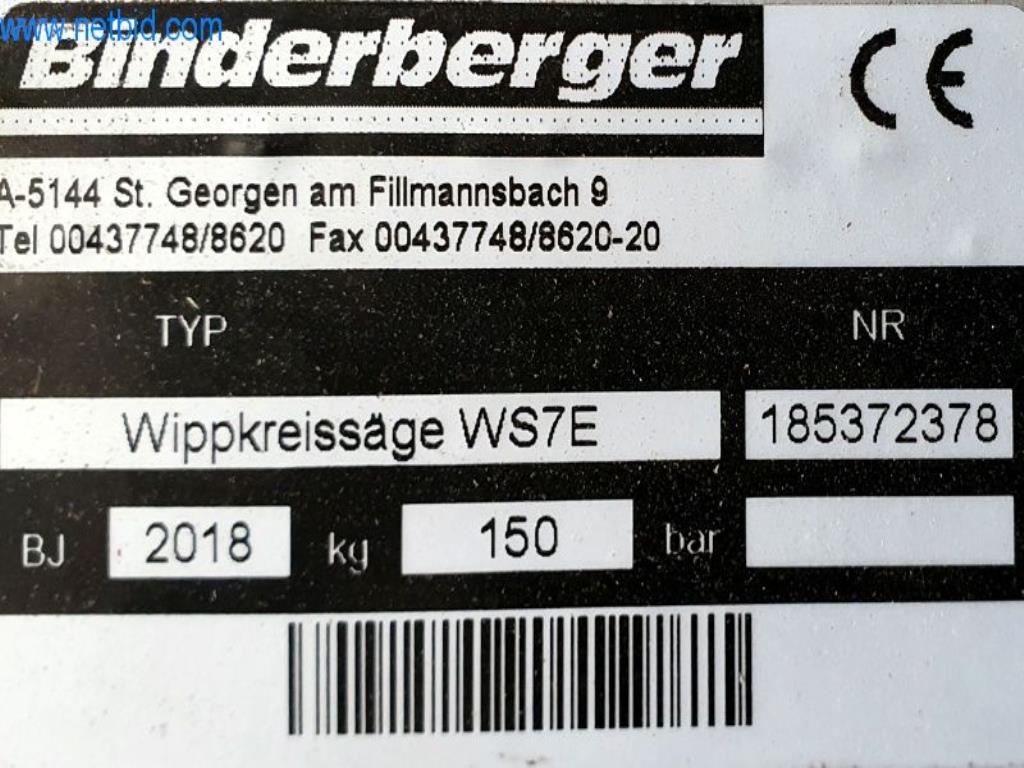 www.netbid.com
Binderberger
CE
A-5144 St. Georgen am Fillmannsbach 9
Tel 00437748/8620 Fax 00437748/8620-20
TYP NR
Wippkreissäge WS7E 185372378
BJ 2018 kg 150 bar